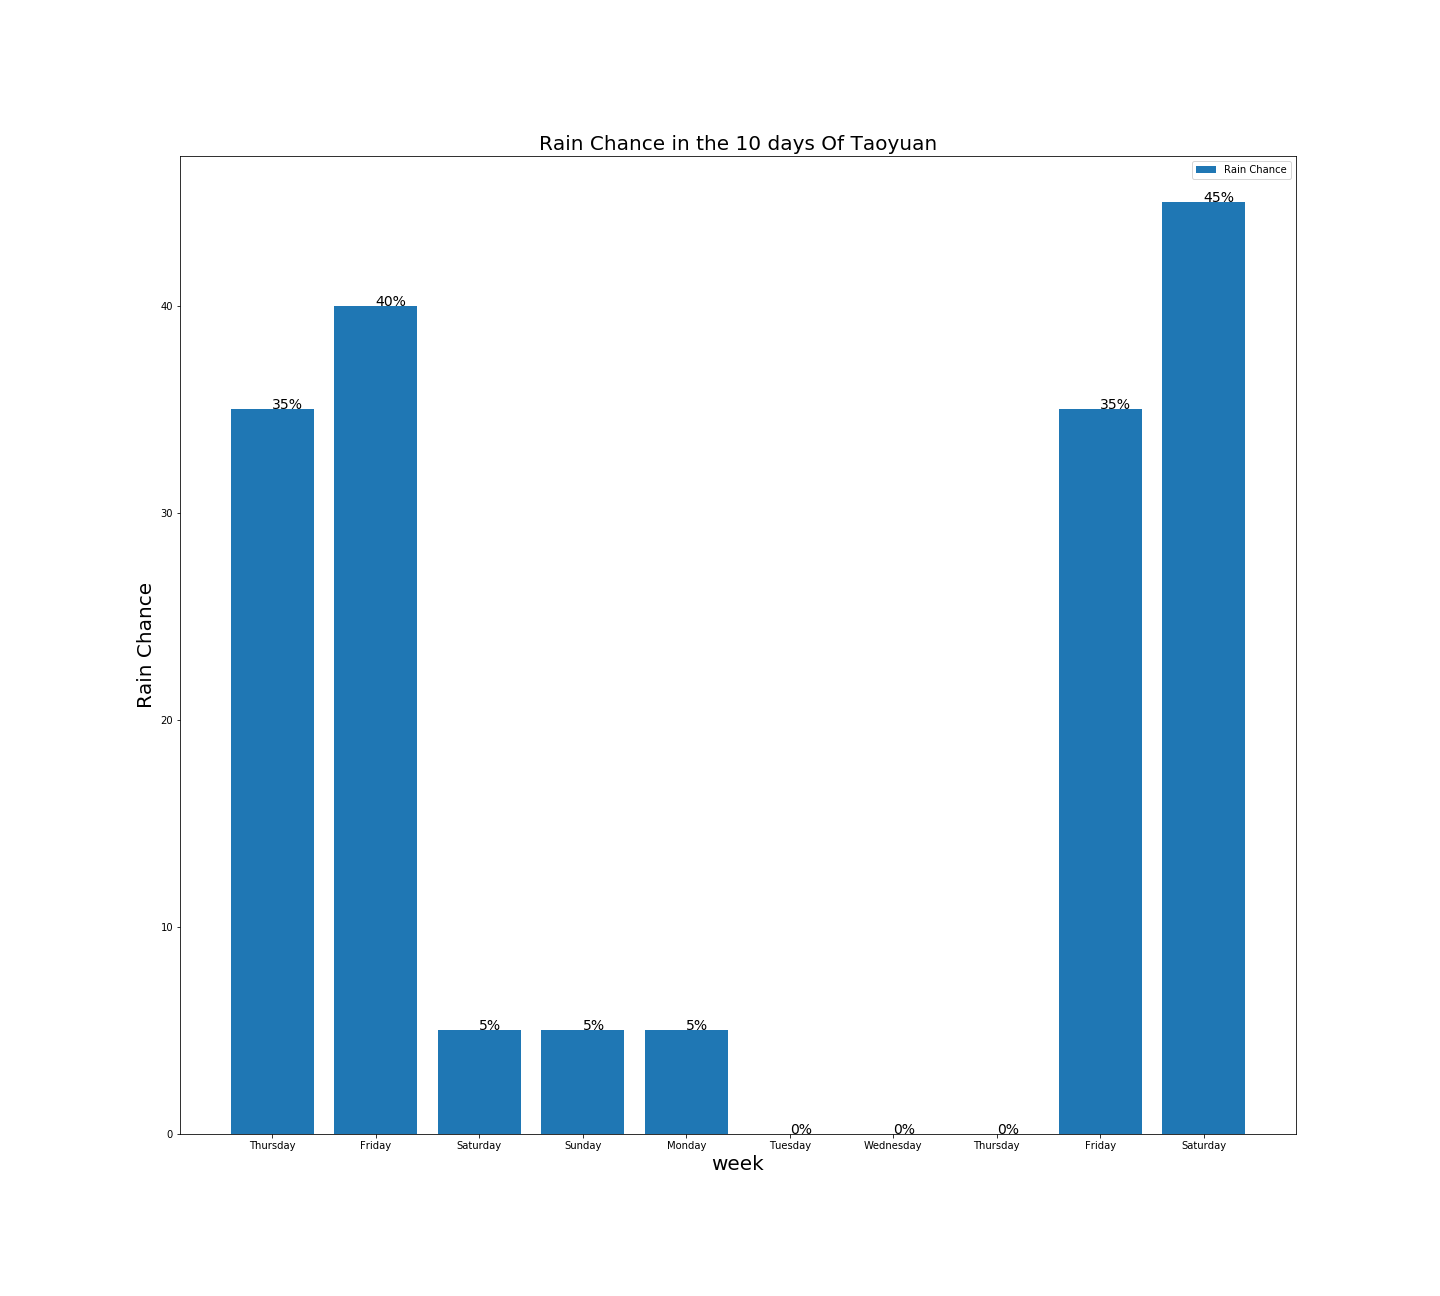 Rain Chance in the 10 days Of Taoyuan
Rain Chance
45%
40%
35% 35%
5% 5% 5%
0% 0% 0%
40
30
20
10
0
Rain Chance
Thursday Friday Saturday Sunday Monday Tuesday Wednesday Thursday Friday Saturday
week